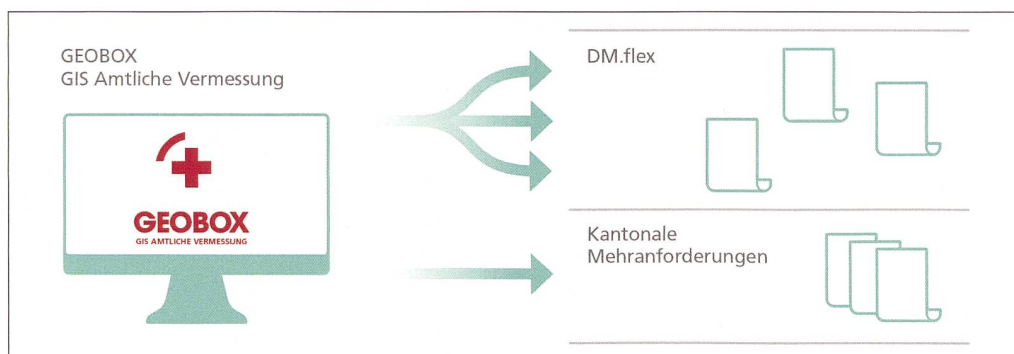 GEOBOX
GIS Amtliche Vermessung
GEOBOX
GIS AMTLICHE VERMESSUNG
DM.flex
Kantonale
Mehranforderungen